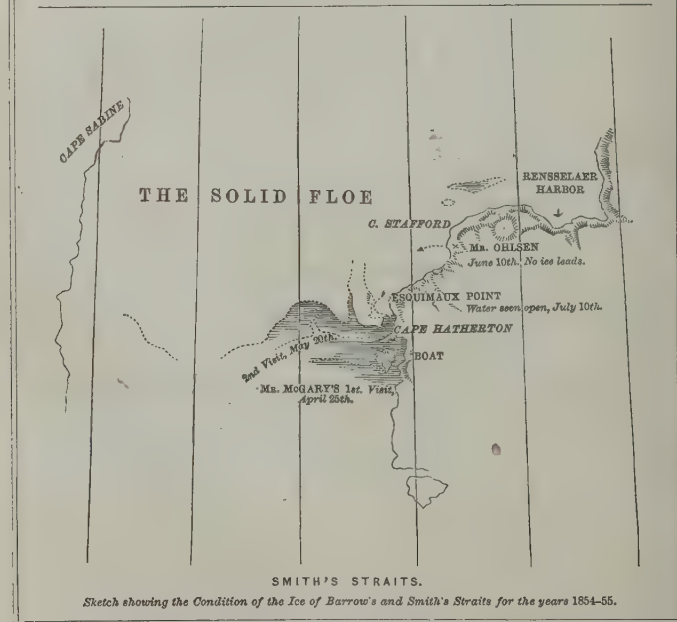 CAPE SABINE
RENSSELAER
HARBOR
THE SOLID FLOE
C. STAFFORD
MR. OHLSEN
June 10th. No ice leads.
ESQUIMAUX POINT
Water seen open, July 10th.
CAPE HATHERTON
2nd Visit, May 20th.
BOAT
MR. MCGARY'S 1st. Visit,
April 25th.
SMITH'S STRAITS.
Sketch showing the Condition of the Ice of Barrow's and Smith's Straits for the years 1854-55.